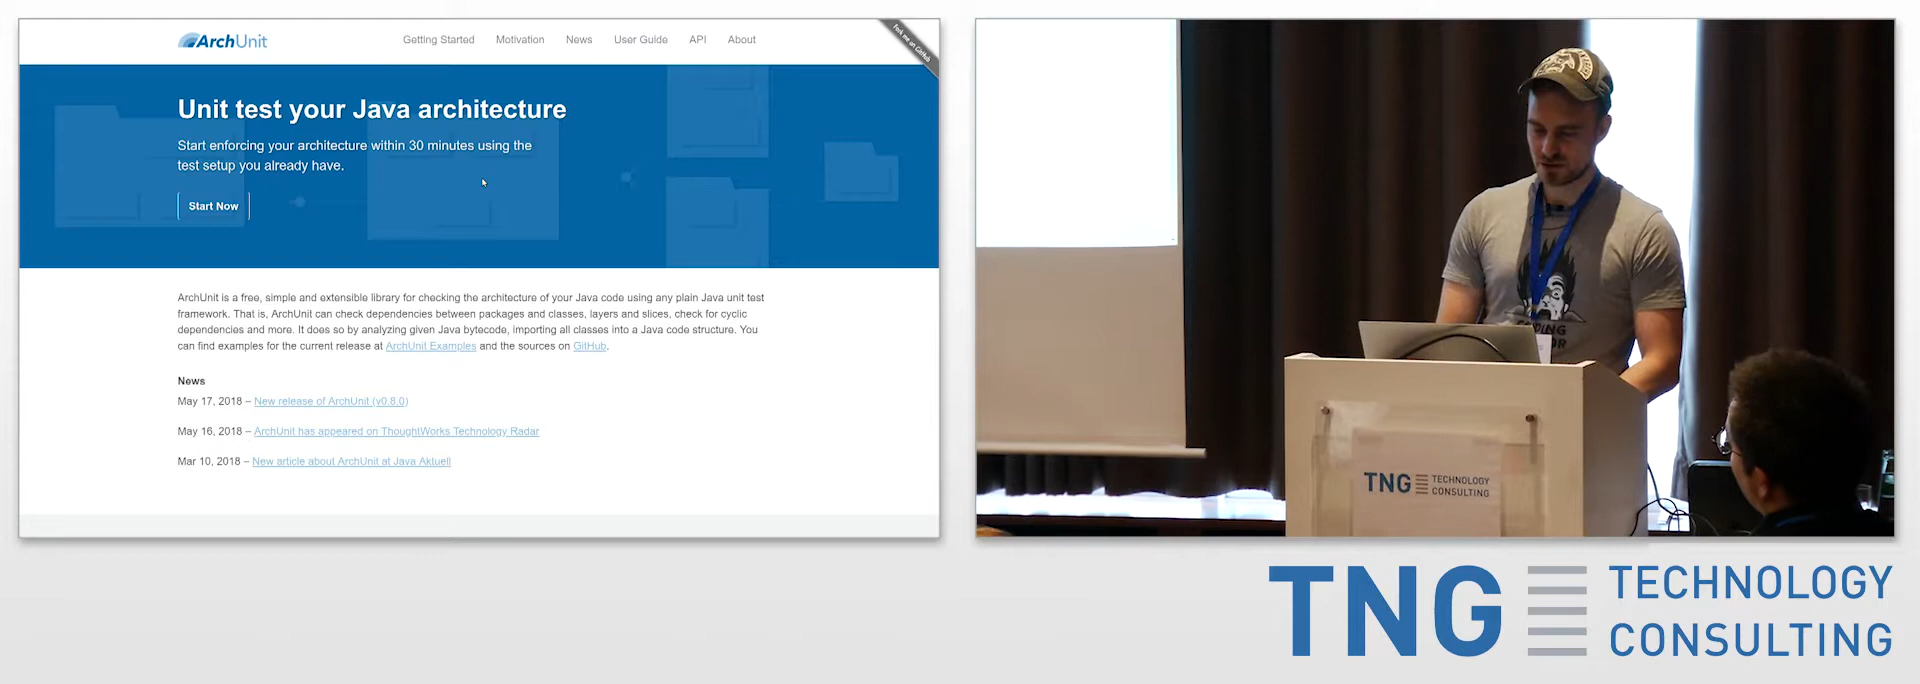 ArchUnit
Getting Started Motivation News User Guide API About
Fork me on GitHub
Unit test your Java architecture
Start enforcing your architecture within 30 minutes using the
test setup you already have.
Start Now
ArchUnit is a free, simple and extensible library for checking the architecture of your Java code using any plain Java unit test
framework. That is, ArchUnit can check dependencies between packages and classes, layers and slices, check for cyclic
dependencies and more. It does so by analyzing given Java bytecode, importing all classes into a Java code structure. You
can find examples for the current release at ArchUnit Examples and the sources on GitHub.
News
May 17, 2018 – New release of ArchUnit (v0.8.0)
May 16, 2018 – ArchUnit has appeared on ThoughtWorks Technology Radar
Mar 10, 2018 – New article about ArchUnit at Java Aktuell
TNG TECHNOLOGY
CONSULTING
TNG TECHNOLOGY
CONSULTING